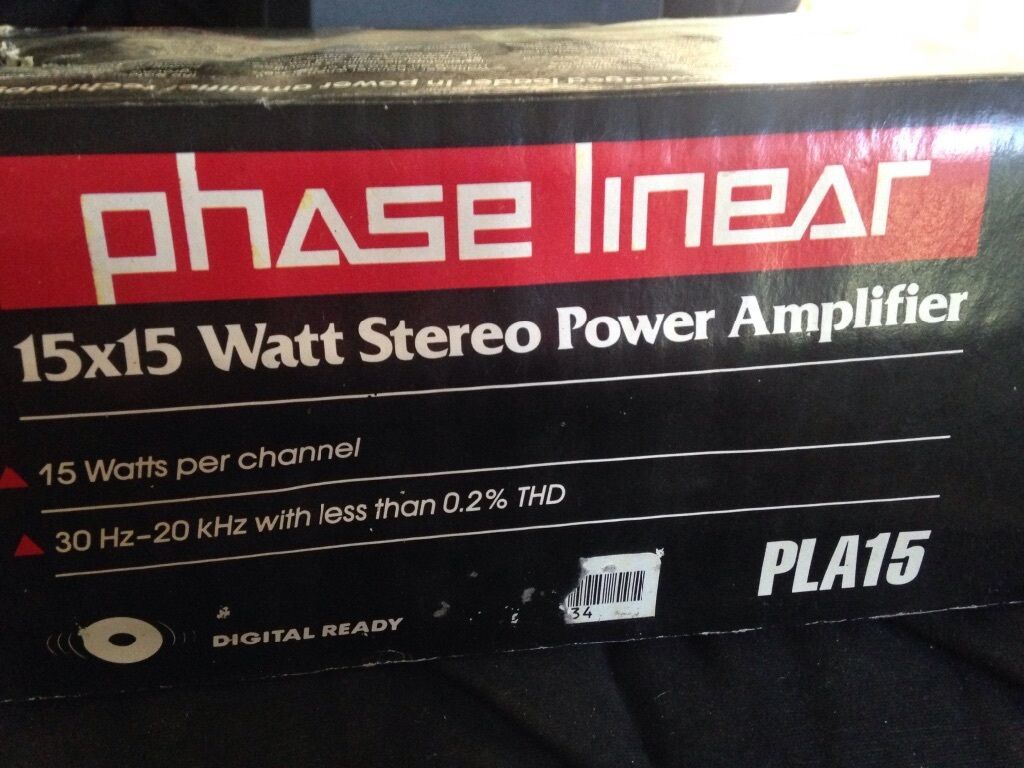 phase linear
15x15 Watt Stereo Power Amplifier
15 Watts per channel
30 Hz-20 kHz with less than 0.2% THD
DIGITAL READY
34
PLA15